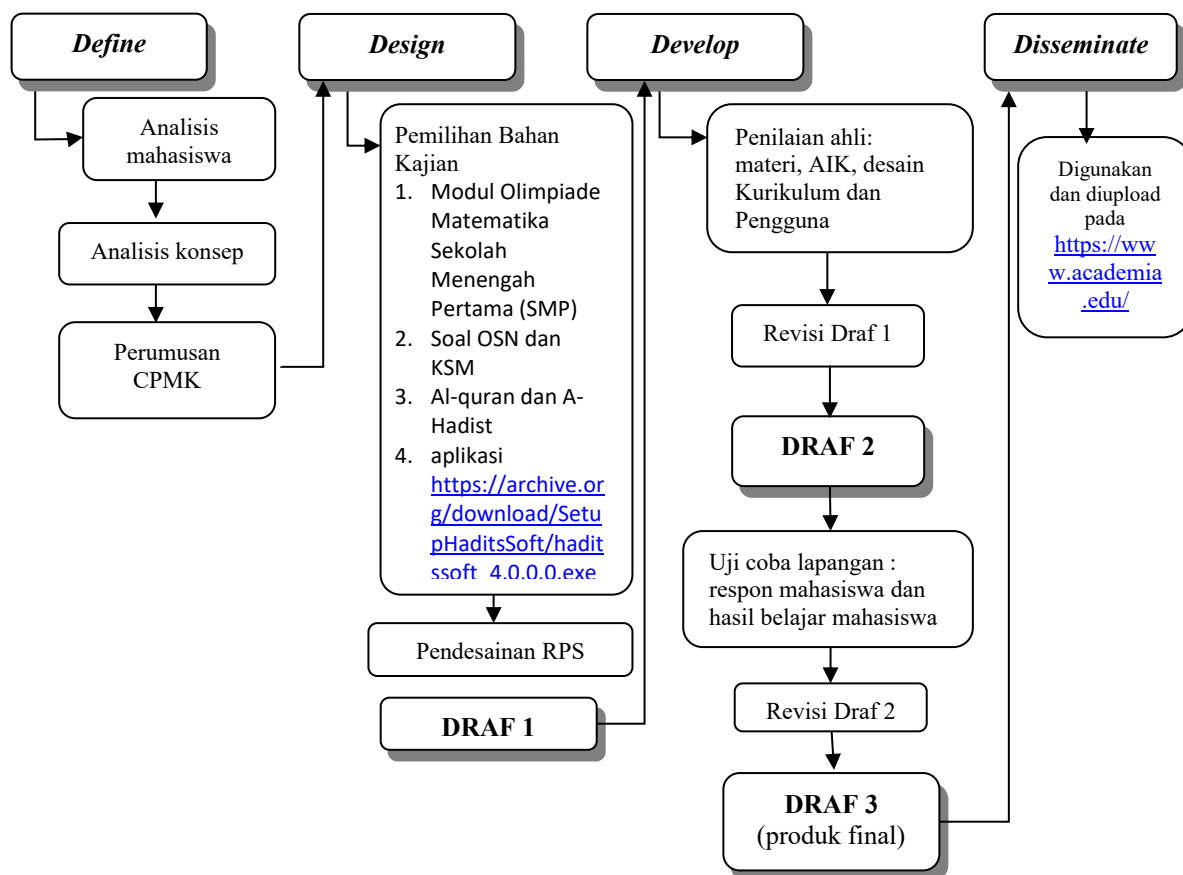 Define
Analisis
mahasiswa
Analisis konsep
Perumusan
CPMK
Design
Pemilihan Bahan
Kajian
1. Modul Olimpiade
Matematika
Sekolah
Menengah
Pertama (SMP)
2. Soal OSN dan
KSM
3. Al-quran dan A-
Hadist
4. aplikasi
https://archive.or
g/download/Setu
pHaditsSoft/hadit
ssoft_4.0.0.0.exe
Pendesainan RPS
DRAF 1
Develop
Penilaian ahli:
materi, AIK, desain
Kurikulum dan
Pengguna
Revisi Draf 1
DRAF 2
Uji coba lapangan :
respon mahasiswa dan
hasil belajar mahasiswa
Revisi Draf 2
DRAF 3
(produk final)
Disseminate
Digunakan
dan diupload
pada
https://ww
w.academia
.edu/